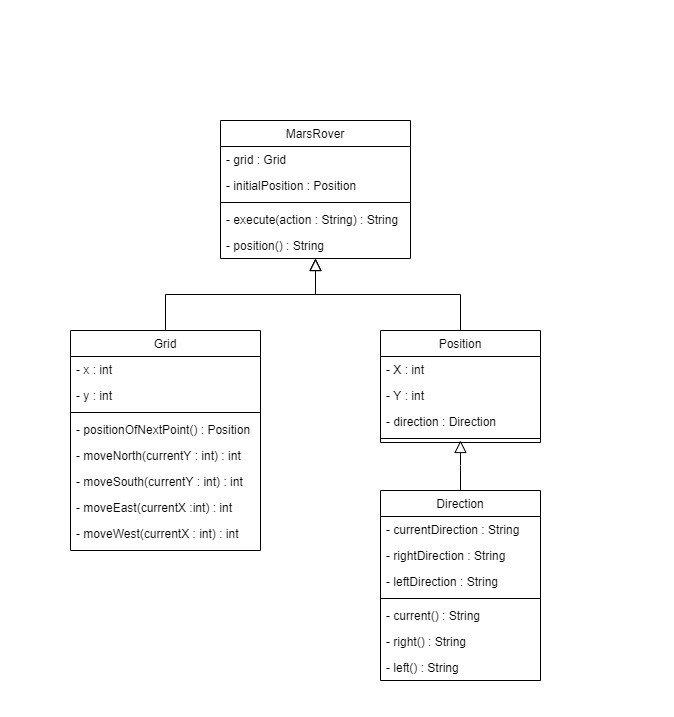 MarsRover
- grid : Grid
- initialPosition : Position
- execute(action : String) : String
- position() : String
Grid
- x : int
- y : int
- positionOfNextPoint() : Position
- moveNorth(currentY : int) : int
- moveSouth(currentY : int) : int
- moveEast(currentX :int) : int
- moveWest(currentX : int) : int
Position
- X : int
- Y : int
- direction : Direction
Direction
- currentDirection : String
- rightDirection : String
- leftDirection : String
- current() : String
- right() : String
- left() : String